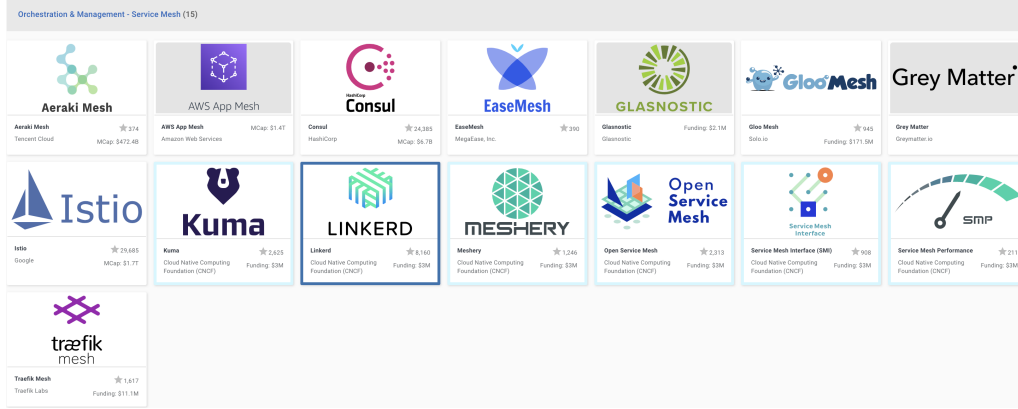 Orchestration & Management - Service Mesh (15)
Aeraki Mesh
AWS App Mesh
HashiCorp
Consul
EaseMesh
GLASNOSTIC
GlooMesh
Grey Matter
Aeraki Mesh
374
Tencent Cloud
MCap: $472.4B
AWS App Mesh
MCap: $1.4T
Amazon Web Services
Consul
24,385
HashiCorp
MCap: $6.7B
EaseMesh
390
MegaEase, Inc.
Glasnostic
Funding: $2.1M
Glasnostic
Gloo Mesh
945
Solo.io
Funding: $171.5M
Grey Matter
Greymatter.io
Istio
Kuma
LINKERD
MESHERY
Open
Service
Mesh
Service Mesh
Interface
SMP
Istio
29,685
Google
MCap: $1.7T
Kuma
2,625
Cloud Native Computing
Foundation (CNCF)
Funding: $3M
Linkerd
8,160
Cloud Native Computing
Foundation (CNCF)
Funding: $3M
Meshery
1,246
Cloud Native Computing
Foundation (CNCF)
Funding: $3M
Open Service Mesh
2,313
Cloud Native Computing
Foundation (CNCF)
Funding: $3M
Service Mesh Interface (SMI)
908
Cloud Native Computing
Foundation (CNCF)
Funding: $3M
Service Mesh Performance
211
Cloud Native Computing
Foundation (CNCF)
Funding: $3M
træfik
mesh
Traefik Mesh
1,617
Traefik Labs
Funding: $11.1M